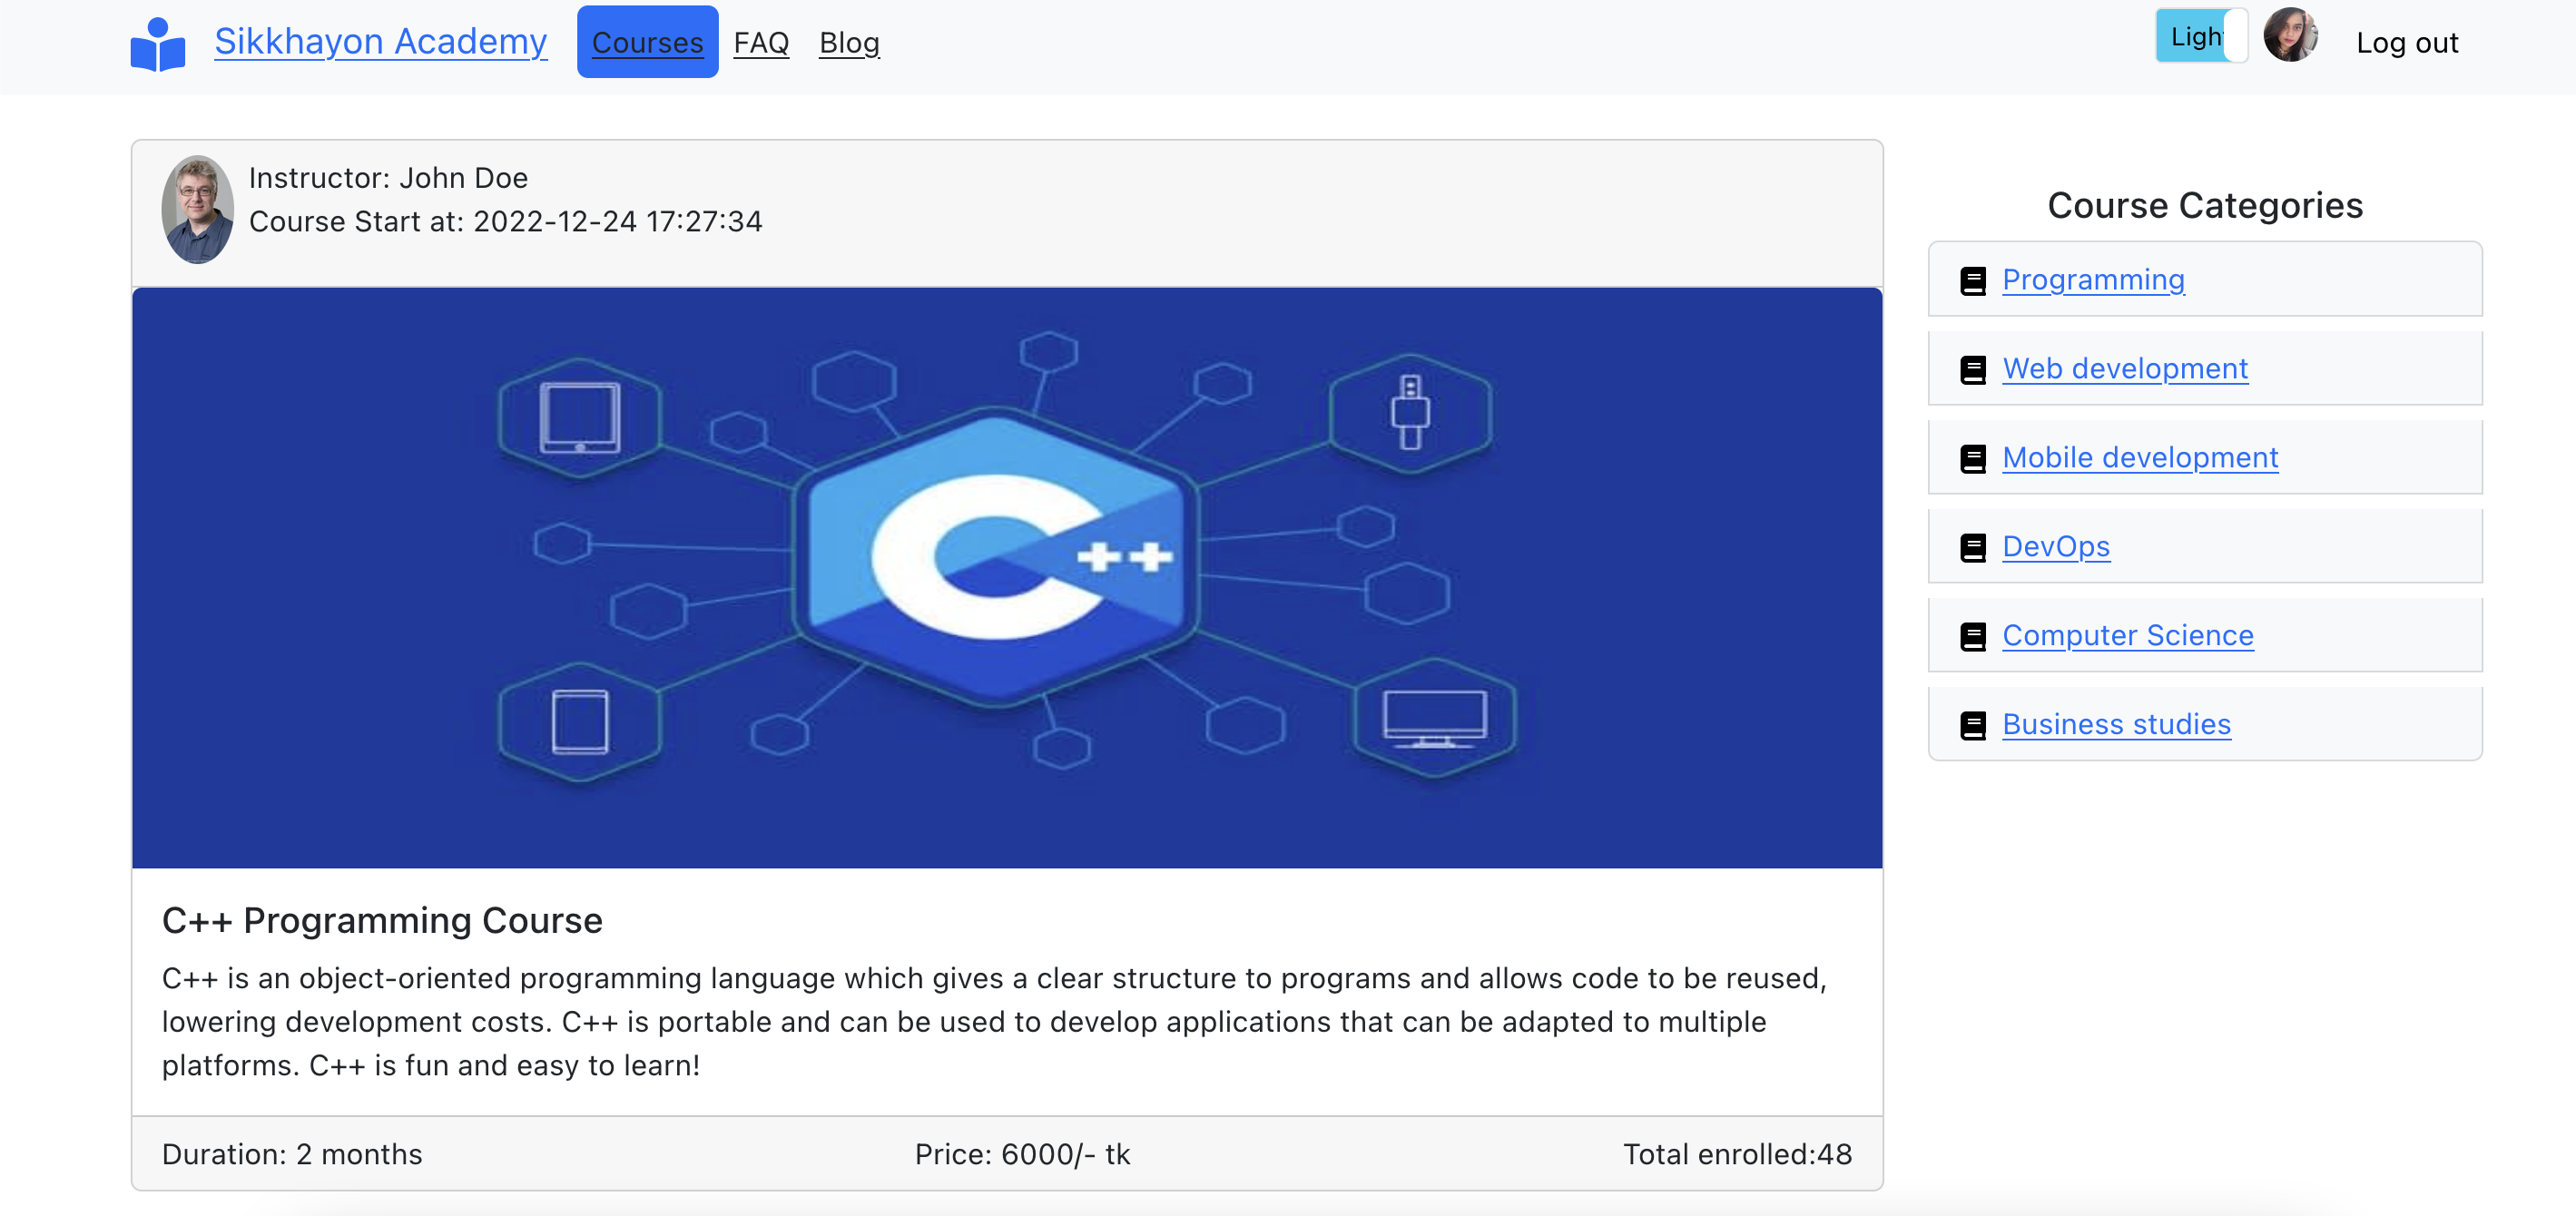 Sikkhayon Academy
Courses
FAQ
Blog
Log out
Instructor: John Doe
Course Start at: 2022-12-24 17:27:34
C++
C++ Programming Course
C++ is an object-oriented programming language which gives a clear structure to programs and allows code to be reused,
lowering development costs. C++ is portable and can be used to develop applications that can be adapted to multiple
platforms. C++ is fun and easy to learn!
Duration: 2 months
Price: 6000/- tk
Total enrolled:48
Course Categories
Programming
Web development
Mobile development
DevOps
Computer Science
Business studies